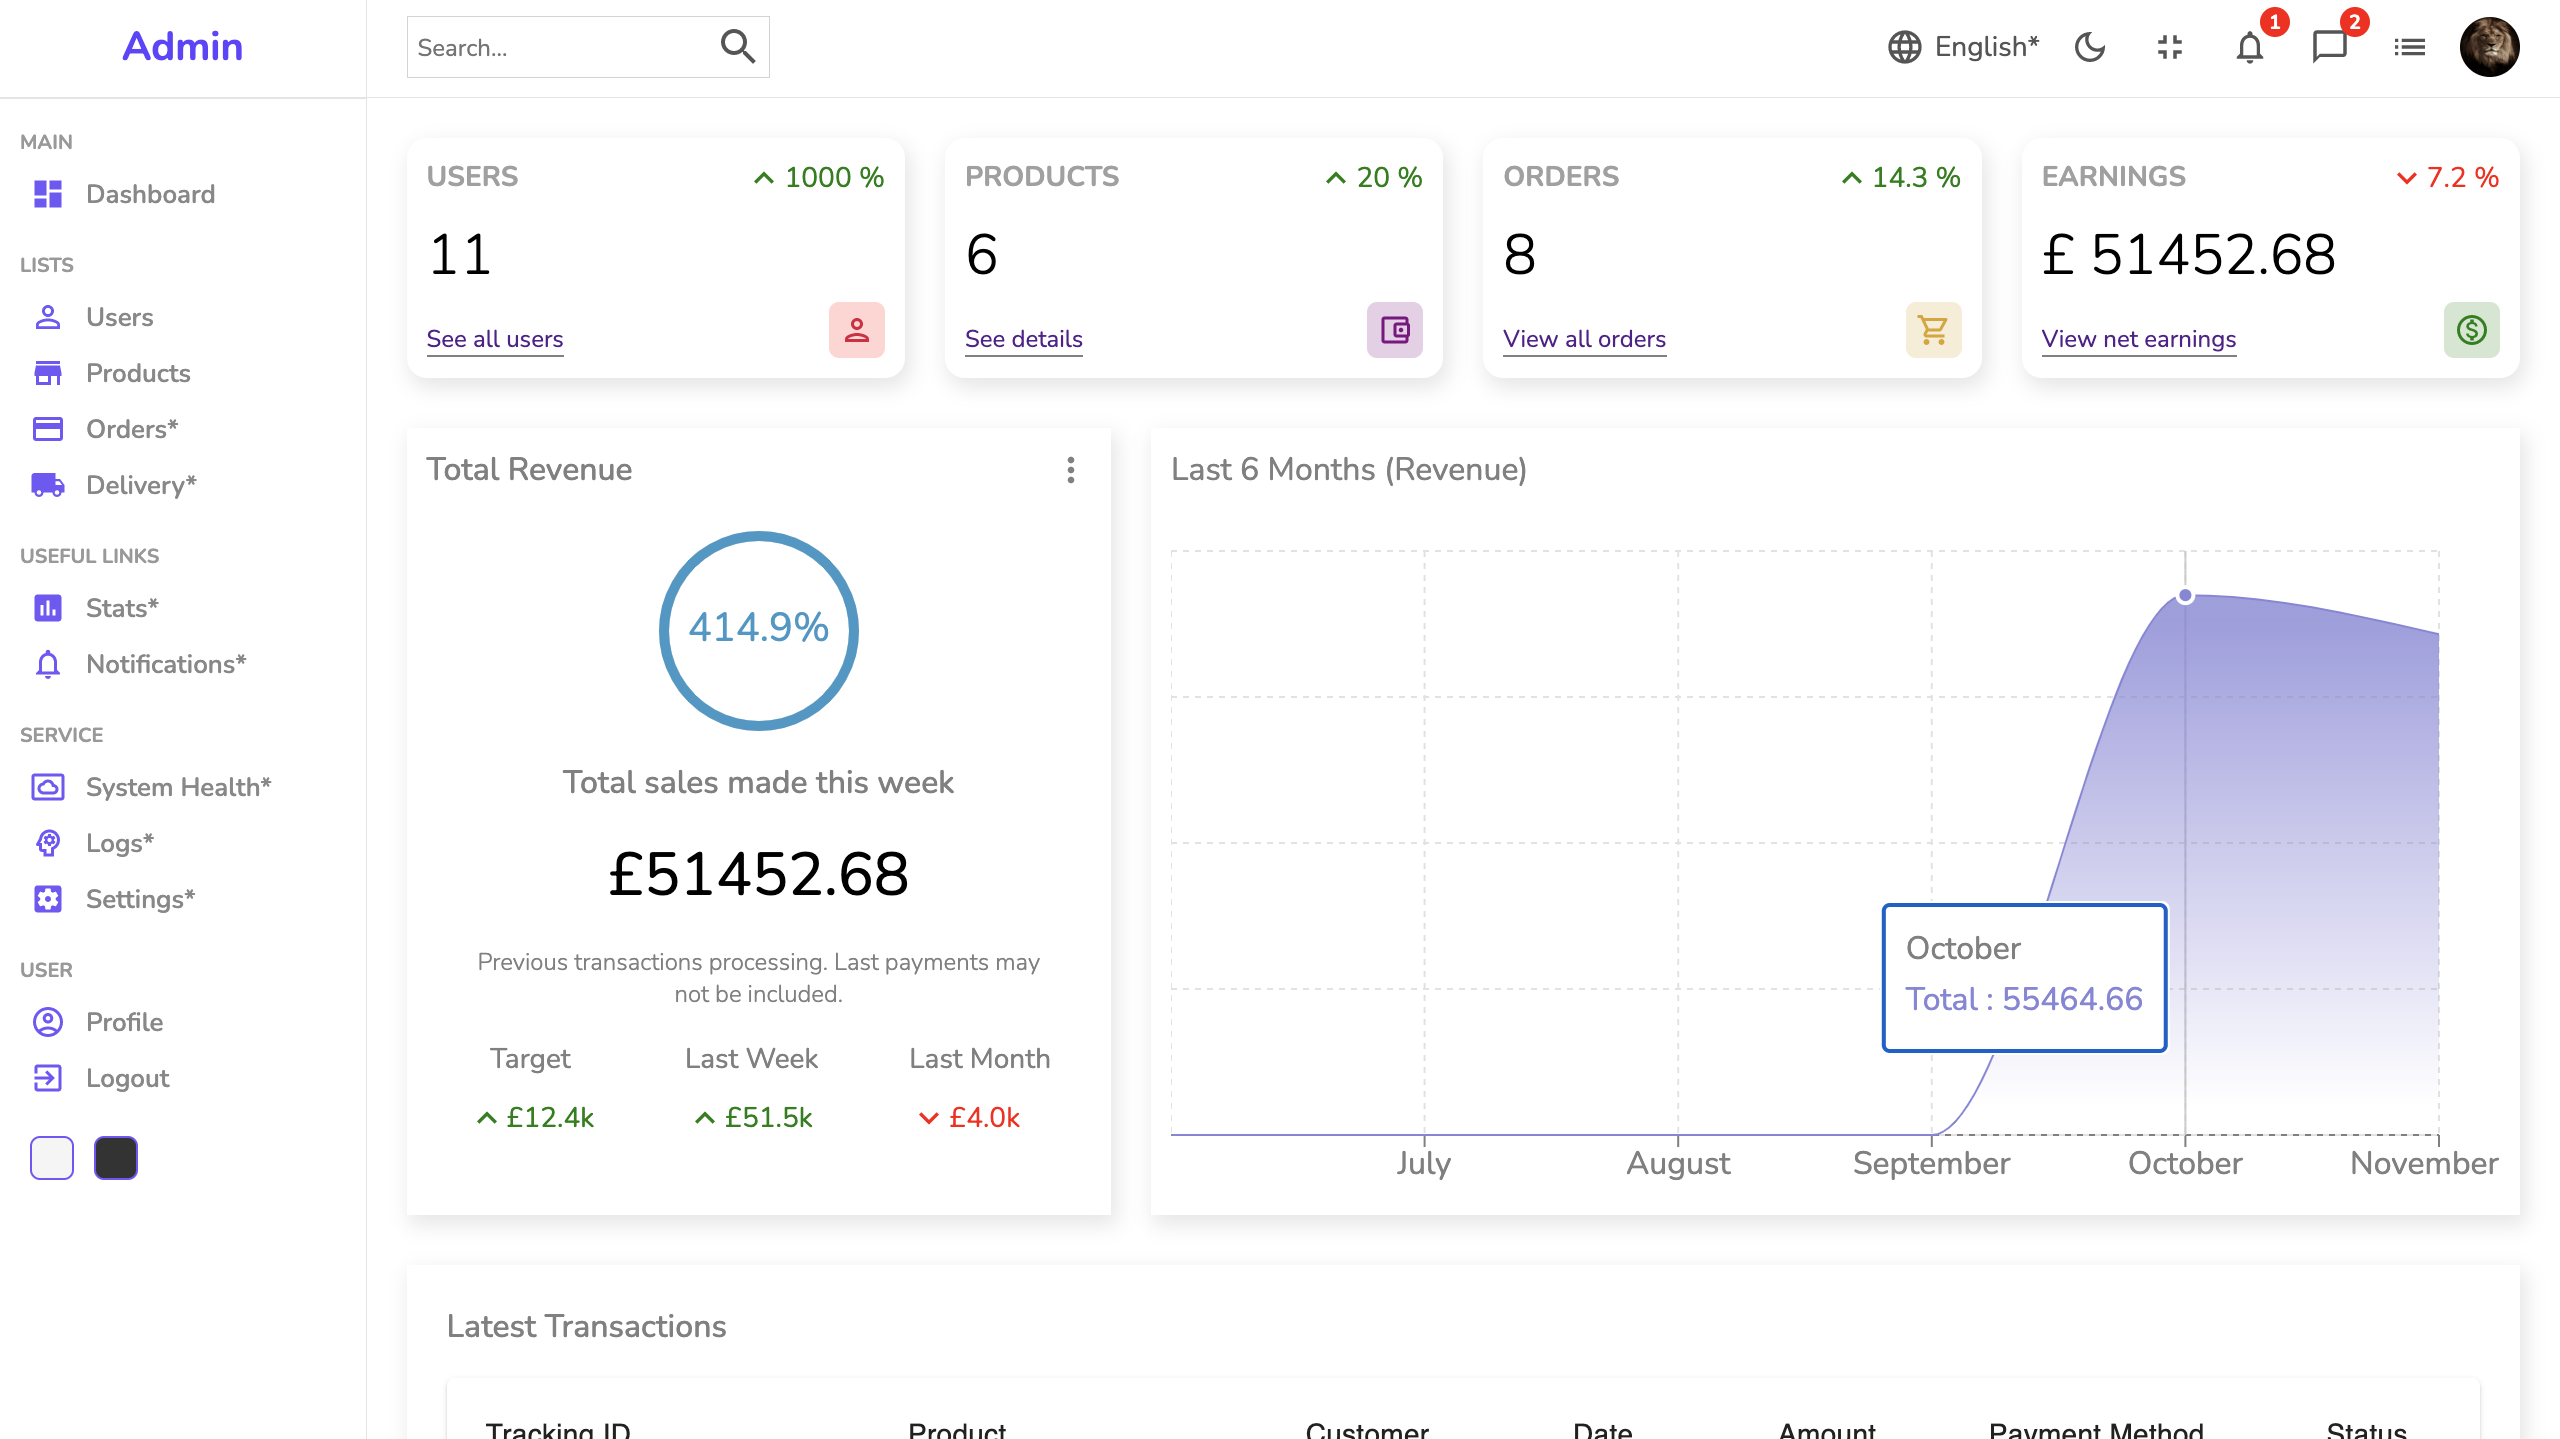 Admin
Search...
English*
1
2
MAIN
Dashboard
LISTS
Users
Products
Orders*
Delivery*
USEFUL LINKS
Stats*
Notifications*
SERVICE
System Health*
Logs*
Settings*
USER
Profile
Logout
USERS
1000 %
11
See all users
PRODUCTS
20 %
6
See details
ORDERS
14.3 %
8
View all orders
EARNINGS
7.2 %
£ 51452.68
View net earnings
Total Revenue
414.9%
Total sales made this week
£51452.68
Previous transactions processing. Last payments may
not be included.
Target
£12.4k
Last Week
£51.5k
Last Month
£4.0k
Last 6 Months (Revenue)
October
Total : 55464.66
July August September October November
Latest Transactions
Tracking ID Product Customer Date Amount Payment Method Status